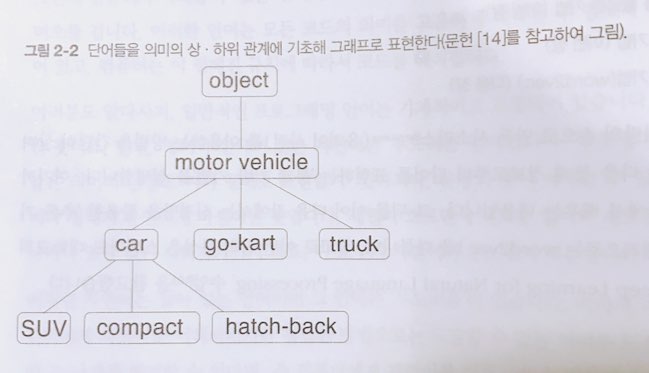 그림 2-2 단어들을 의미의 상·하위 관계에 기초해 그래프로 표현한다(문헌 [14]를 참고하여 그림).
object
motor vehicle
car go-kart truck
SUV compact hatch-back